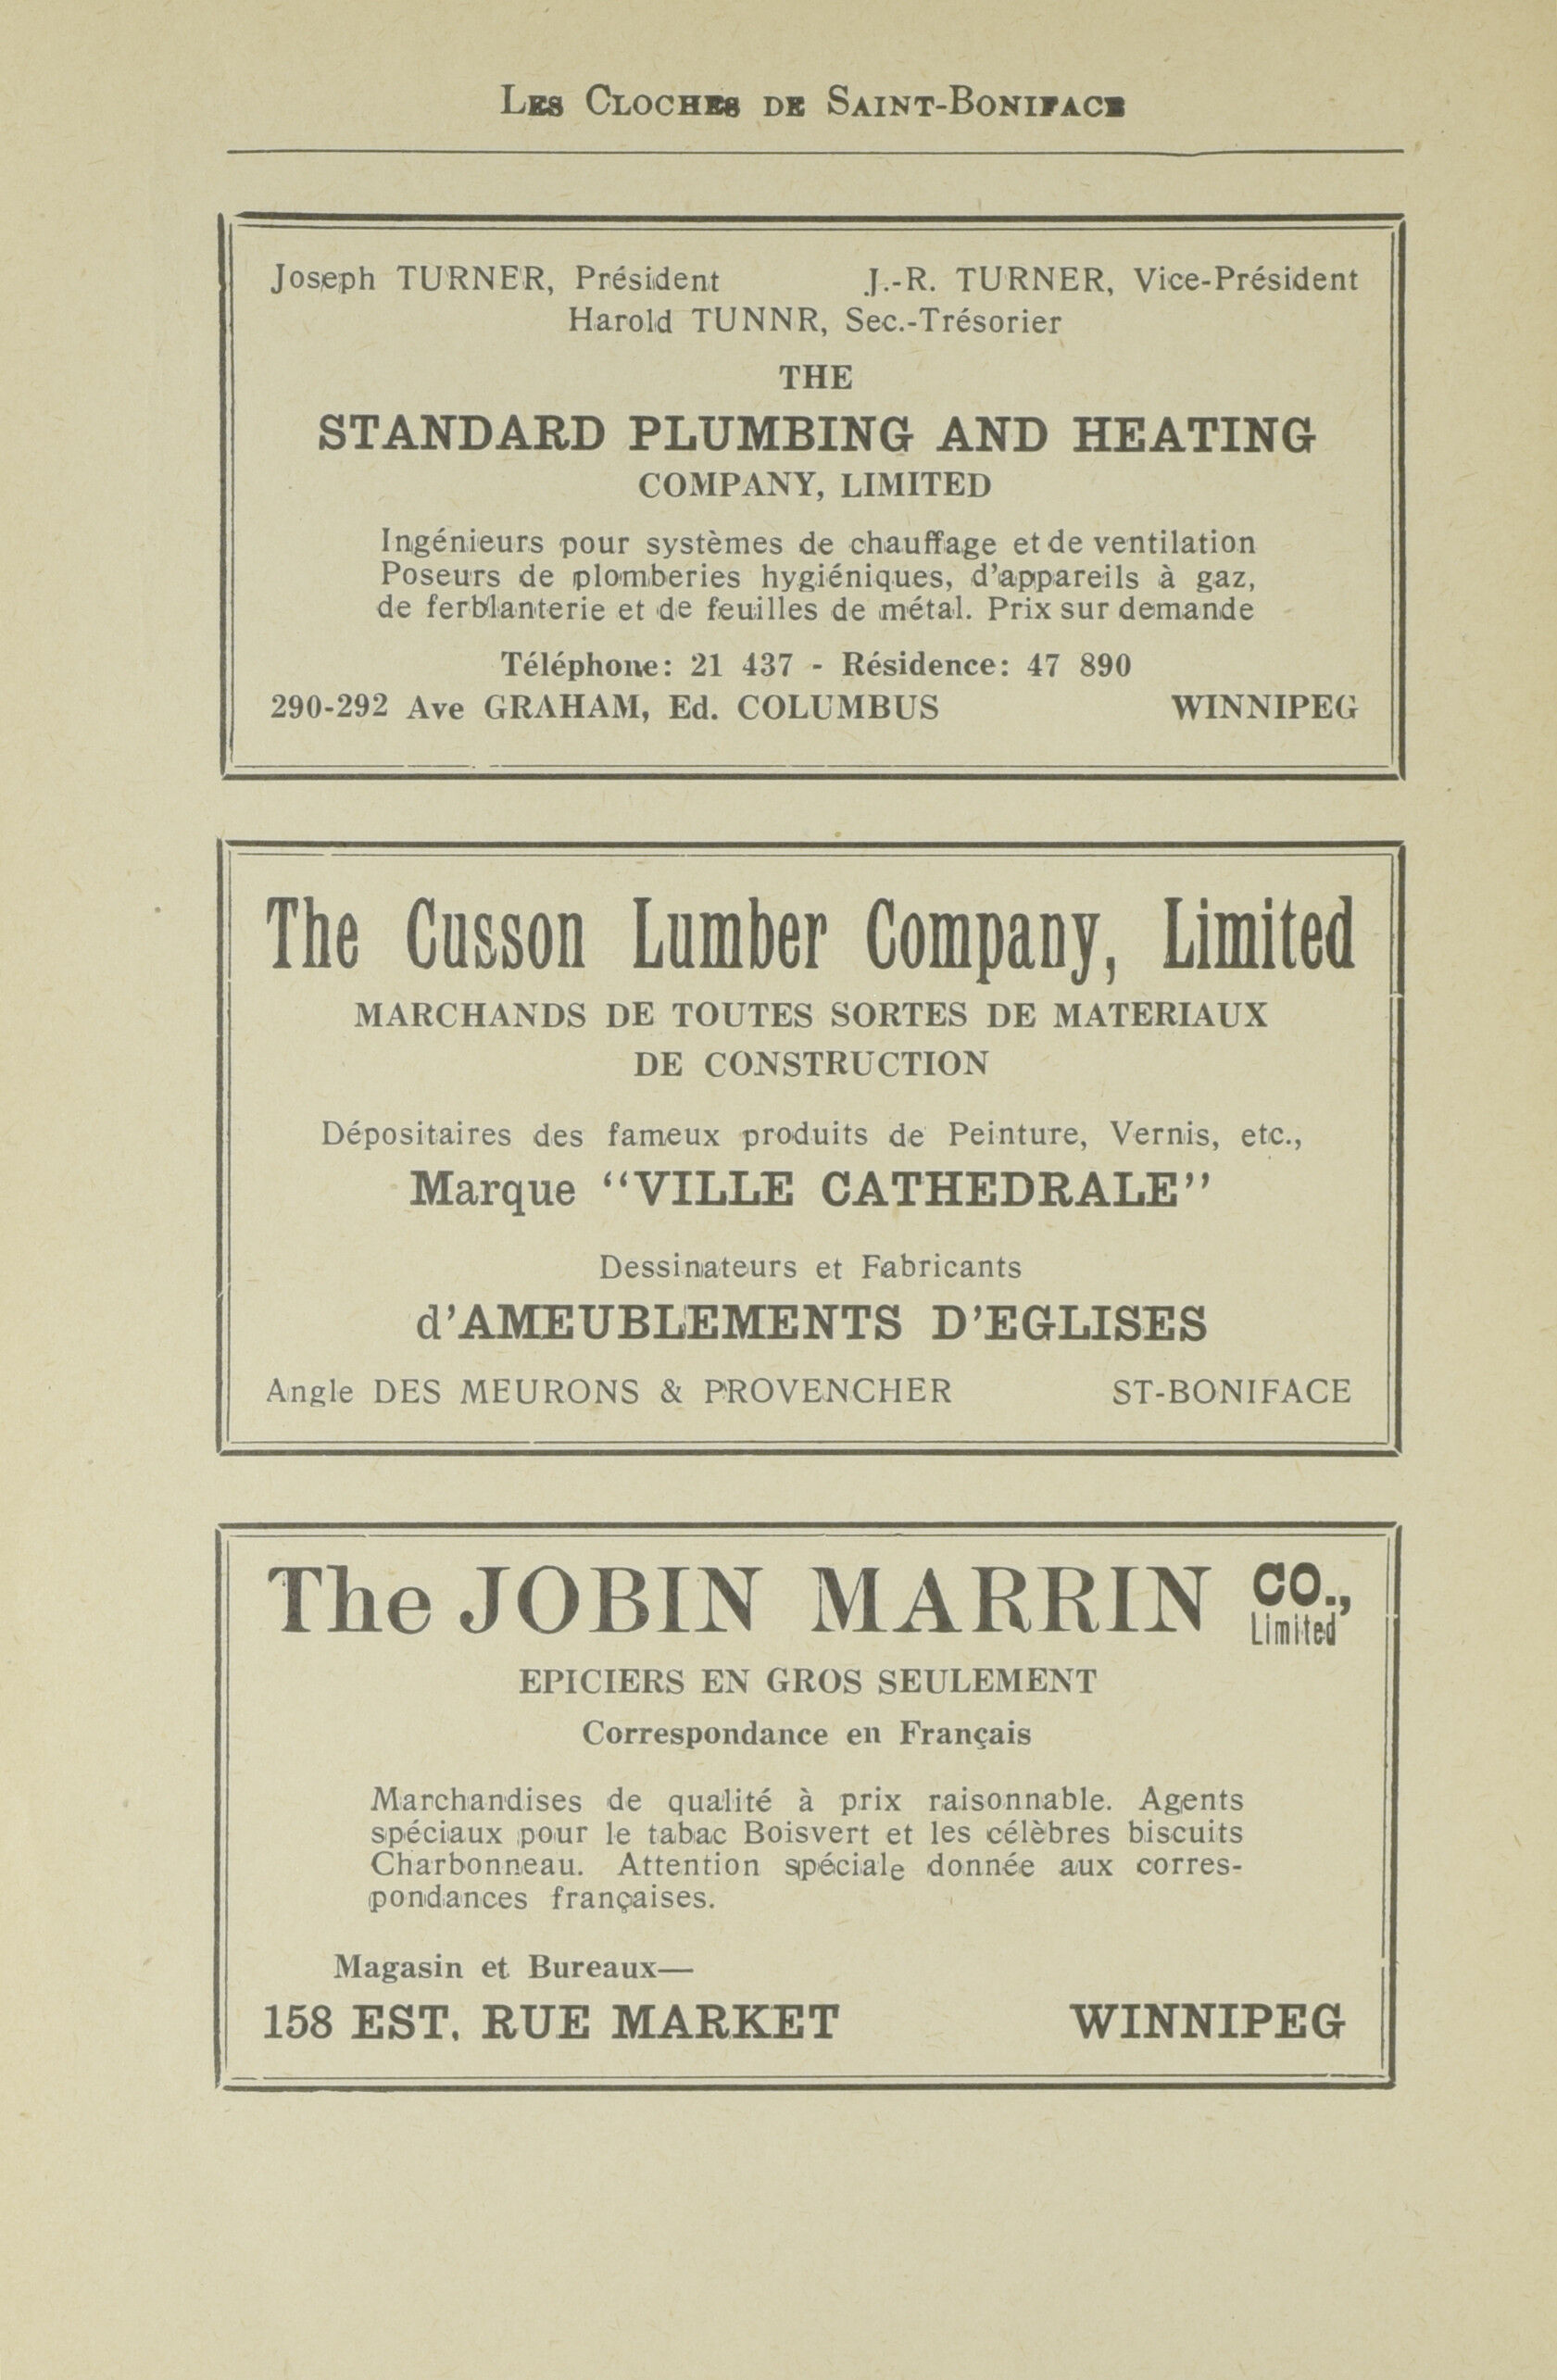 Les Cloches de Saint-Boniface
Joseph TURNER, Président J.-R. TURNER, Vice-Président
Harold TUNNR, Sec.-Trésorier
THE
STANDARD PLUMBING AND HEATING
COMPANY, LIMITED
Ingénieurs pour systèmes de chauffage et de ventilation
Poseurs de plomberies hygiéniques, d'appareils à gaz,
de ferblanterie et de feuilles de métal. Prix sur demande
Téléphone: 21 437 - Résidence: 47 890
290-292 Ave GRAHAM, Ed. COLUMBUS WINNIPEG
The Cusson Lumber Company, Limited
MARCHANDS DE TOUTES SORTES DE MATERIAUX
DE CONSTRUCTION
Dépositaires des fameux produits de Peinture, Vernis, etc.,
Marque "VILLE CATHEDRALE"
Dessinateurs et Fabricants
d'AMEUBLEMENTS D'EGLISES
Angle DES MEURONS & PROVENCHER ST-BONIFACE
The JOBIN MARRIN CO., Limited
EPICIERS EN GROS SEULEMENT
Correspondance en Français
Marchandises de qualité à prix raisonnable. Agents
spéciaux pour le tabac Boisvert et les célèbres biscuits
Charbonneau. Attention spéciale donnée aux corres-
pondances françaises.
Magasin et Bureaux—
158 EST. RUE MARKET WINNIPEG